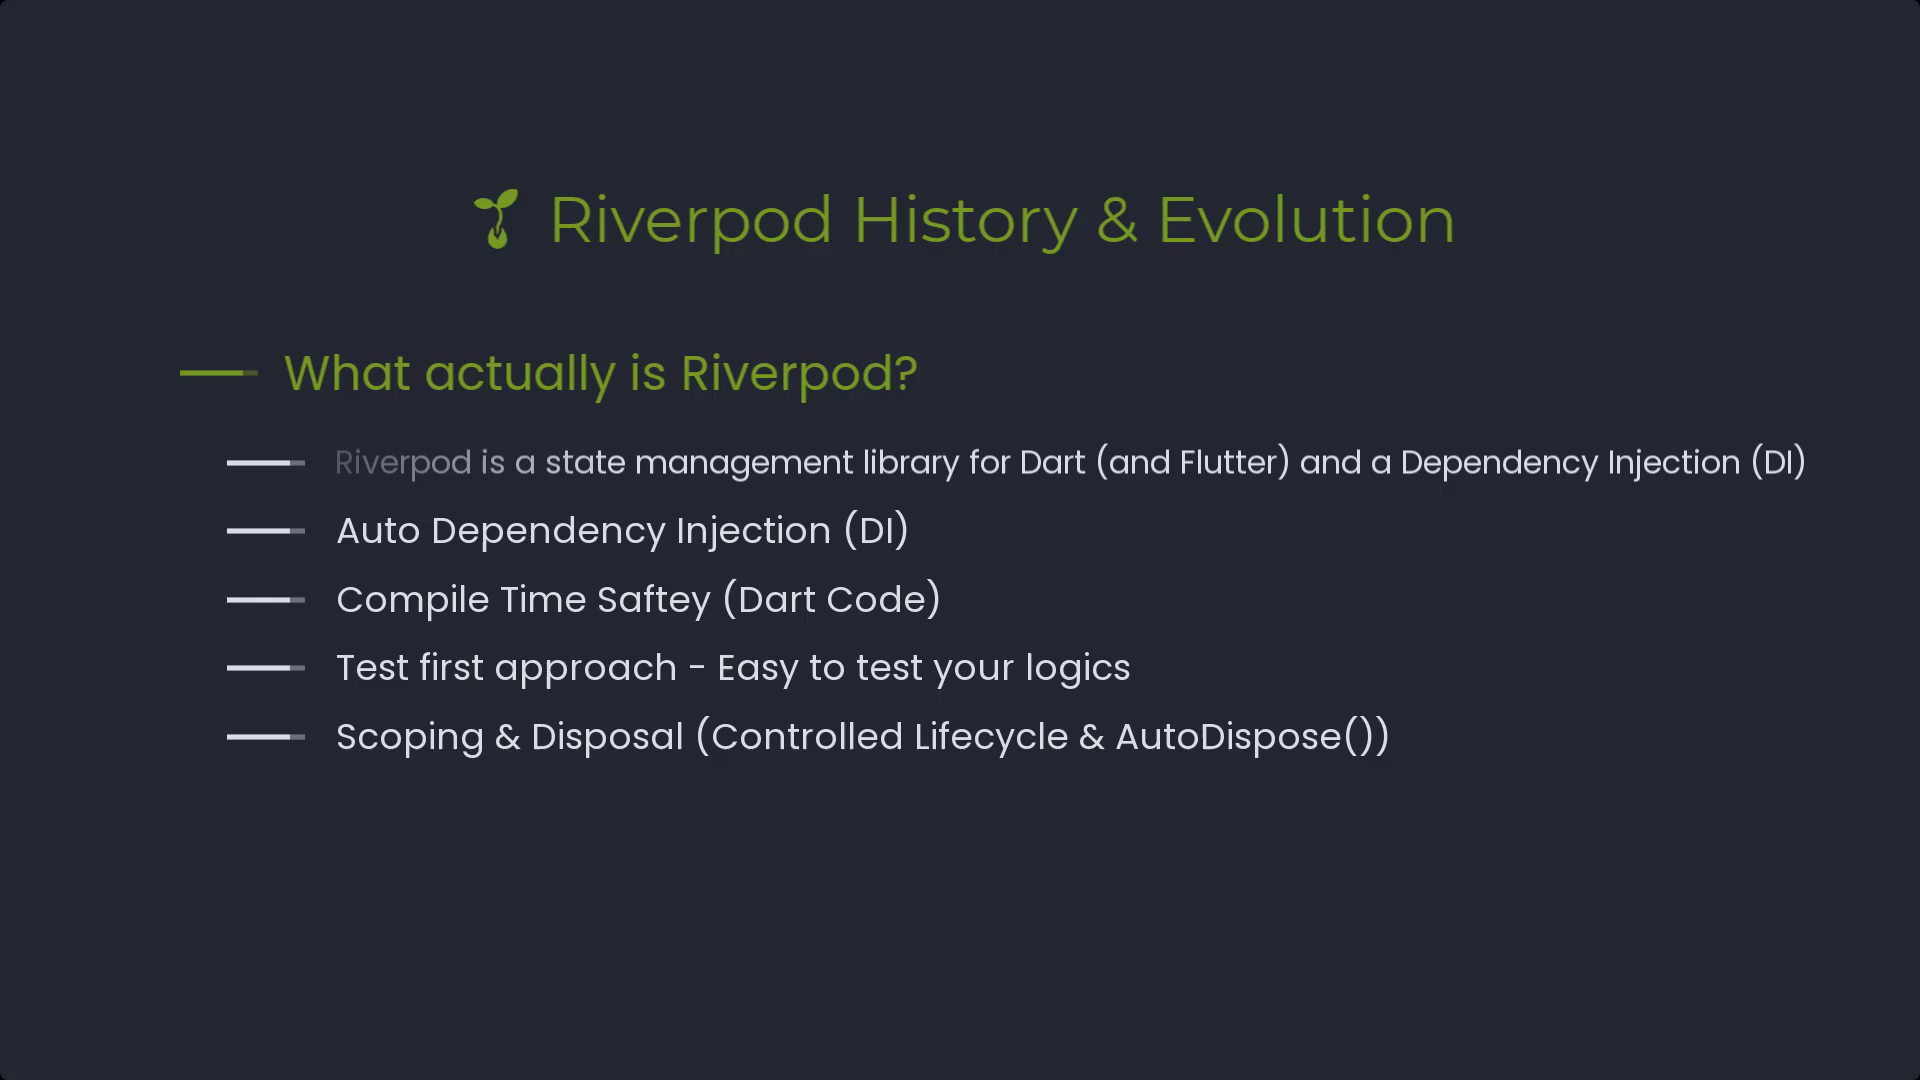 Riverpod History & Evolution
What actually is Riverpod?
Riverpod is a state management library for Dart (and Flutter) and a Dependency Injection (DI)
Auto Dependency Injection (DI)
Compile Time Saftey (Dart Code)
Test first approach - Easy to test your logics
Scoping & Disposal (Controlled Lifecycle & AutoDispose())